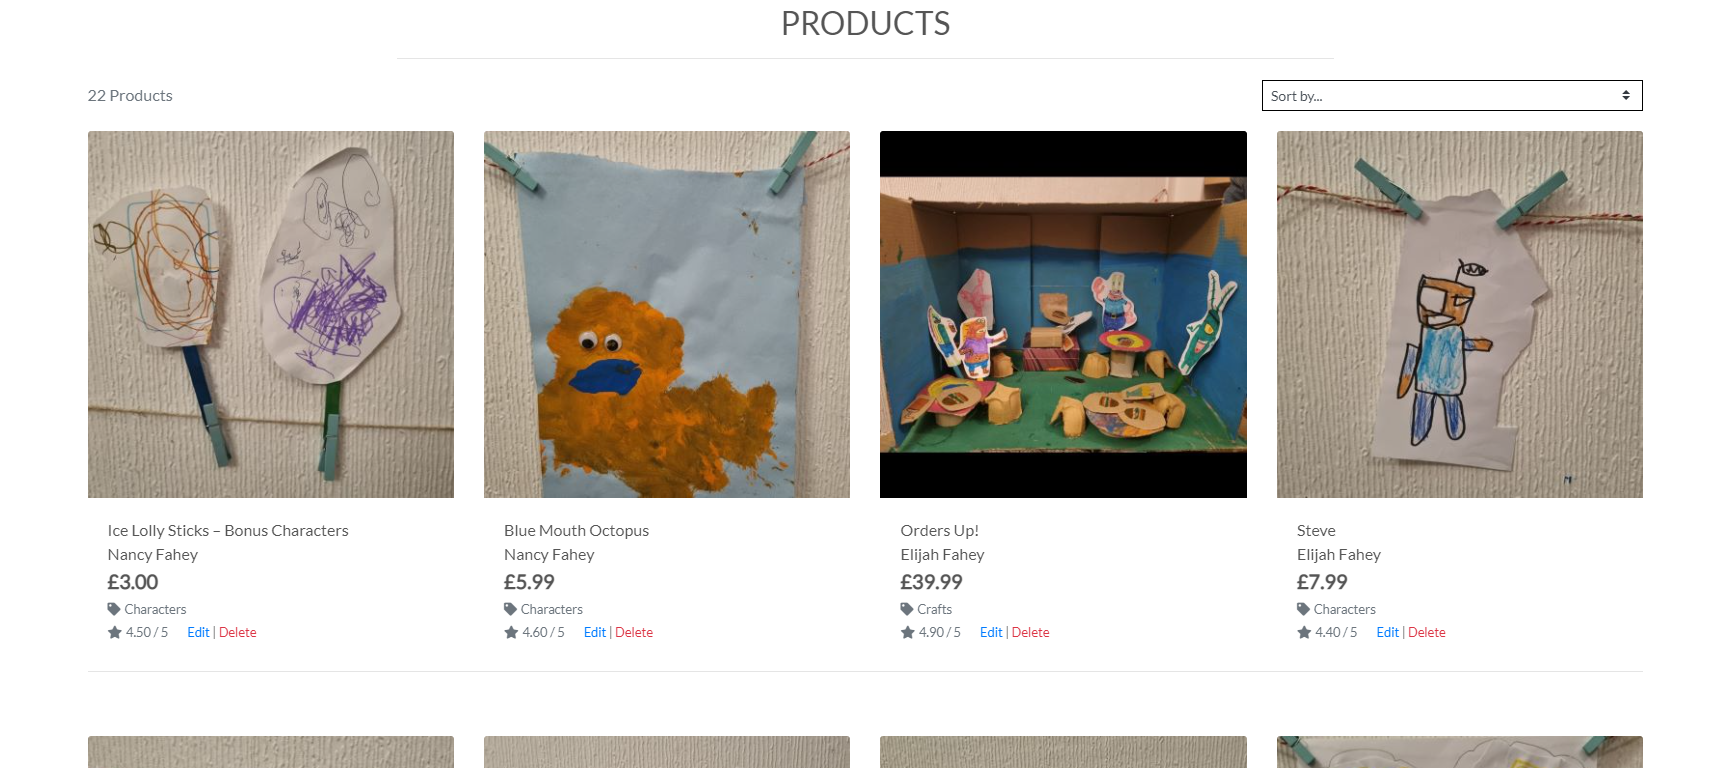 PRODUCTS
22 Products
Sort by...
Ice Lolly Sticks – Bonus Characters
Nancy Fahey
£3.00
Characters
4.50 / 5 Edit | Delete
Blue Mouth Octopus
Nancy Fahey
£5.99
Characters
4.60 / 5 Edit | Delete
Orders Up!
Elijah Fahey
£39.99
Crafts
4.90 / 5 Edit | Delete
Steve
Elijah Fahey
£7.99
Characters
4.40 / 5 Edit | Delete